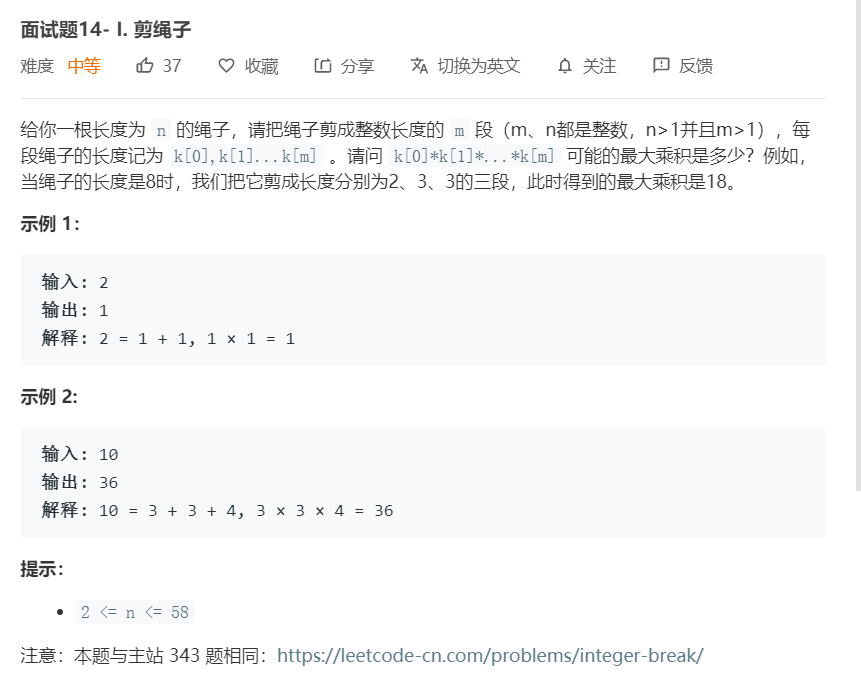 面试题14- I. 剪绳子
难度 中等 37 收藏 分享 切换为英文 关注 反馈
给你一根长度为 n 的绳子，请把绳子剪成整数长度的 m 段（m、n都是整数，n>1并且m>1），每
段绳子的长度记为 k[0],k[1]...k[m] 。请问 k[0]*k[1]*...*k[m] 可能的最大乘积是多少？例如，
当绳子的长度是8时，我们把它剪成长度分别为2、3、3的三段，此时得到的最大乘积是18。
示例 1：
输入: 2
输出: 1
解释: 2 = 1 + 1, 1 × 1 = 1
示例 2:
输入: 10
输出: 36
解释: 10 = 3 + 3 + 4, 3 × 3 × 4 = 36
提示：
• 2 <= n <= 58
注意：本题与主站 343 题相同：https://leetcode-cn.com/problems/integer-break/